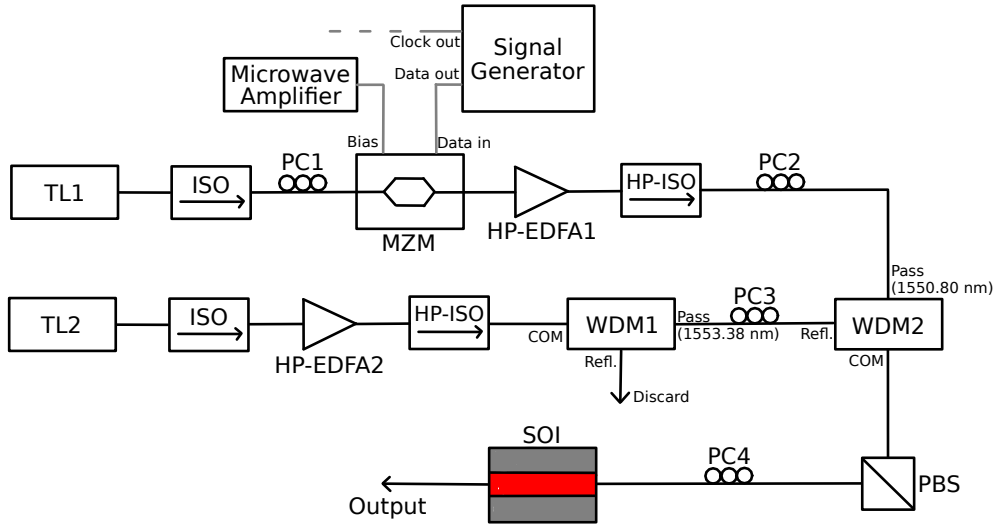 Clock out
Signal
Generator
Data out
Microwave
Amplifier
Bias
Data in
TL1
ISO
PC1
MZM
HP-EDFA1
HP-ISO
PC2
Pass
(1550.80 nm)
TL2
ISO
HP-EDFA2
HP-ISO
COM
WDM1
Refl.
Discard
Pass
(1553.38 nm)
PC3
Refl.
WDM2
COM
SOI
PC4
PBS
Output